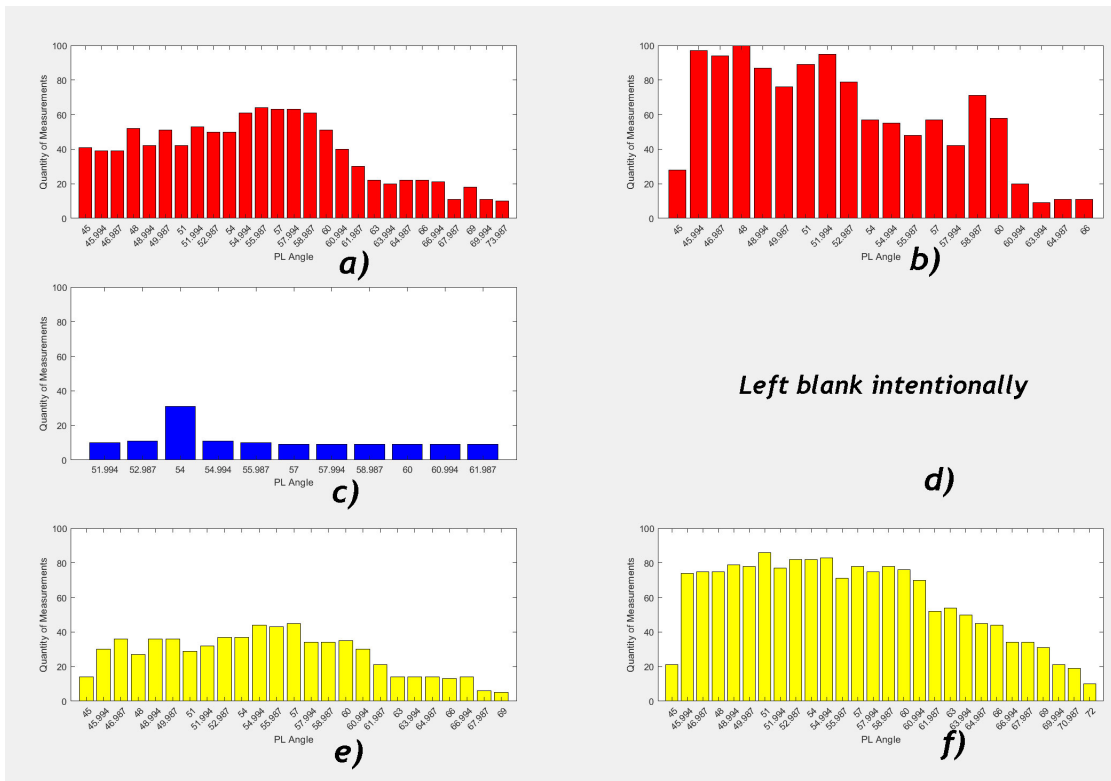 100
80
60
40
20
0
Quantity of Measurements
45 45.994 46.987 48 48.994 49.987 51 51.994 52.987 54 54.994 55.987 57 57.994 58.987 60 60.994 61.987 63 63.994 64.987 66 66.994 67.987 69 69.994 73.987
PL Angle
a)
100
80
60
40
20
0
Quantity of Measurements
45 45.994 46.987 48 48.994 49.987 51 51.994 52.987 54 54.994 55.987 57 57.994 58.987 60 60.994 63.994 64.987 66
PL Angle
b)
100
80
60
40
20
0
Quantity of Measurements
51.994 52.987 54 54.994 55.987 57 57.994 58.987 60 60.994 61.987
PL Angle
c)
Left blank intentionally
d)
100
80
60
40
20
0
Quantity of Measurements
45 45.994 46.987 48 48.994 49.987 51 51.994 52.987 54 54.994 55.987 57 57.994 58.987 60 60.994 61.987 63 63.994 64.987 66 66.994 67.987 69
PL Angle
e)
100
80
60
40
20
0
Quantity of Measurements
45 45.994 46.987 48 48.994 49.987 51 51.994 52.987 54 54.994 55.987 57 57.994 58.987 60 60.994 61.987 63 63.994 64.987 66 66.994 67.987 69 69.994 70.987 72
PL Angle
f)